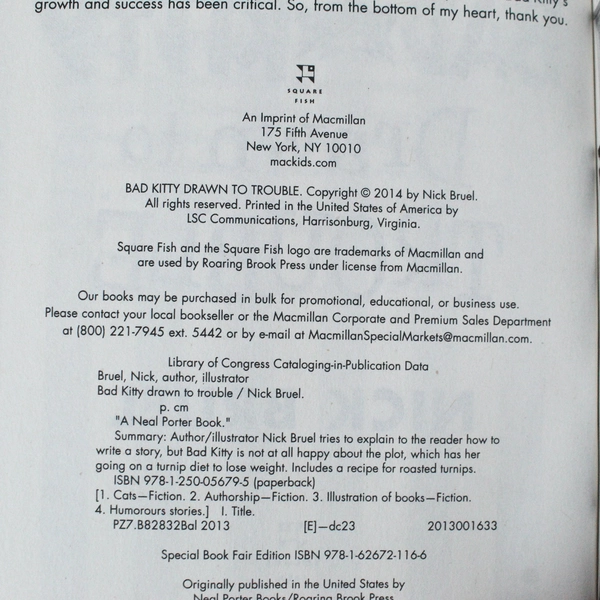 growth and success has been critical. So, from the bottom of my heart, thank you.
SQUARE
FISH
An Imprint of Macmillan
175 Fifth Avenue
New York, NY 10010
mackids.com
BAD KITTY DRAWN TO TROUBLE. Copyright © 2014 by Nick Bruel.
All rights reserved. Printed in the United States of America by
LSC Communications, Harrisonburg, Virginia.
Square Fish and the Square Fish logo are trademarks of Macmillan and
are used by Roaring Brook Press under license from Macmillan.
Our books may be purchased in bulk for promotional, educational, or business use.
Please contact your local bookseller or the Macmillan Corporate and Premium Sales Department
at (800) 221-7945 ext. 5442 or by e-mail at MacmillanSpecialMarkets@macmillan.com.
Library of Congress Cataloging-in-Publication Data
Bruel, Nick, author, illustrator
Bad Kitty drawn to trouble / Nick Bruel.
p. cm
"A Neal Porter Book."
Summary: Author/illustrator Nick Bruel tries to explain to the reader how to
write a story, but Bad Kitty is not at all happy about the plot, which has her
going on a turnip diet to lose weight. Includes a recipe for roasted turnips.
ISBN 978-1-250-05679-5 (paperback)
[1. Cats—Fiction. 2. Authorship—Fiction. 3. Illustration of books—Fiction.
4. Humorous stories.] I. Title.
PZ7.B82832Bal 2013 [E]—dc23 2013001633
Special Book Fair Edition ISBN 978-1-62672-116-6
Originally published in the United States by
Neal Porter Books/Roaring Brook Press